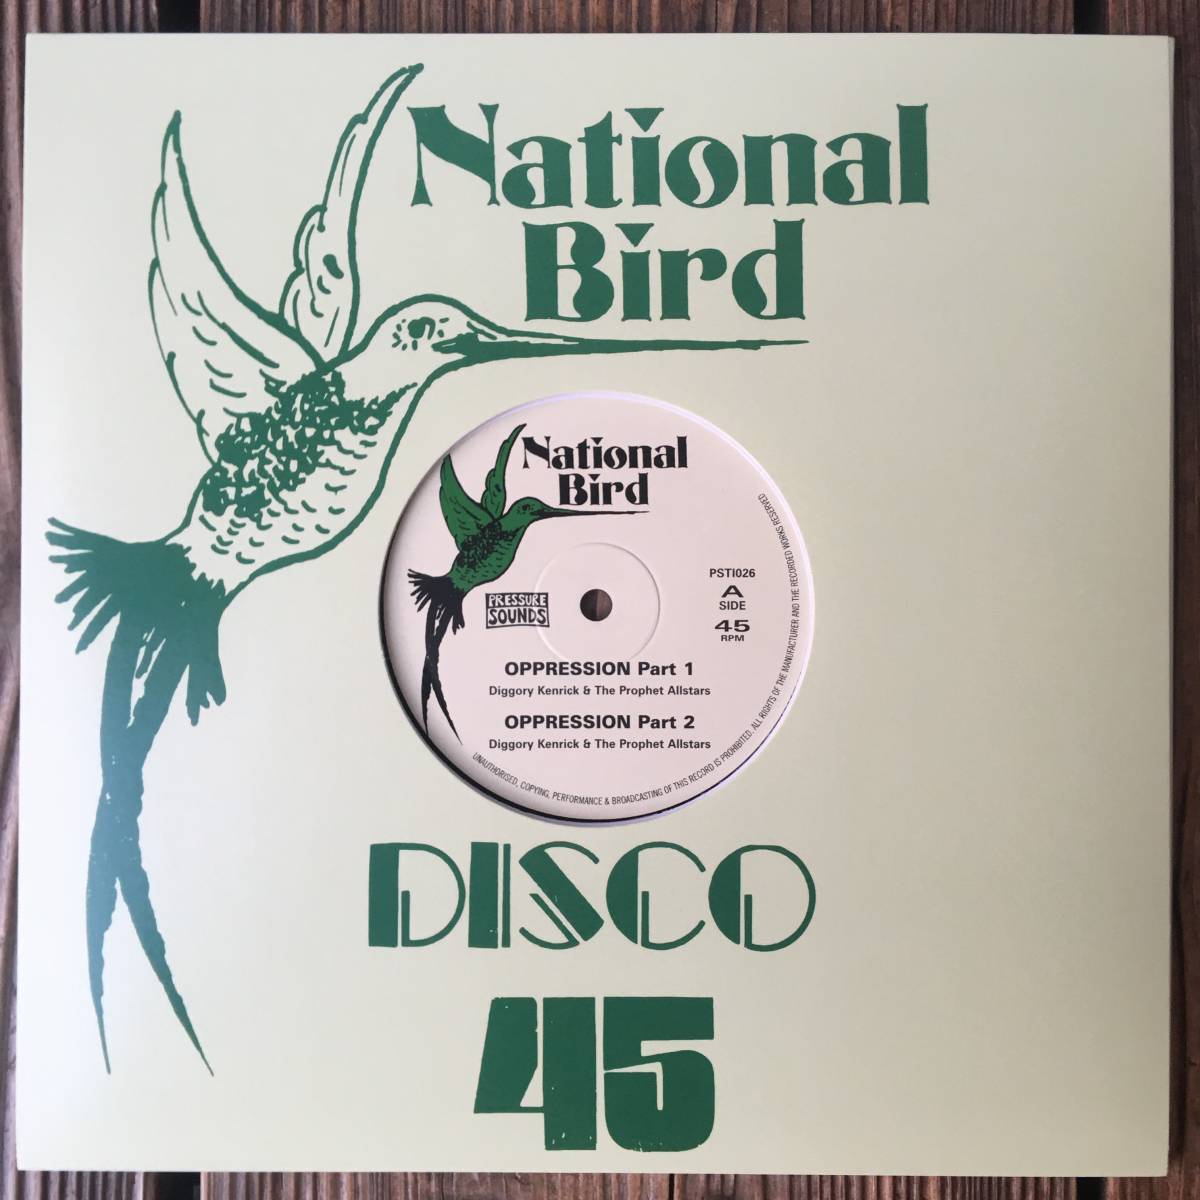 National
Bird
National
Bird
PRESSURE
SOUNDS
PSTI026
A
SIDE
45
RPM
OPPRESSION Part 1
Diggory Kenrick & The Prophet Allstars
OPPRESSION Part 2
Diggory Kenrick & The Prophet Allstars
UNAUTHORISED, COPYING, PERFORMANCE & BROADCASTING OF THIS RECORD IS PROHIBITED. ALL RIGHTS OF THE MANUFACTURER AND THE RECORDED WORKS RESERVED
DISCO
45